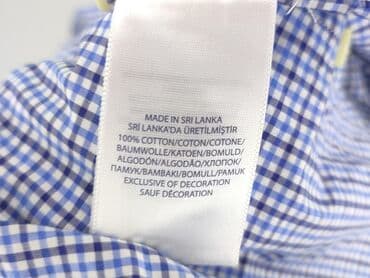 MADE IN SRI LANKA
SRİ LANKA'DA ÜRETİLMİŞTİR
100% COTTON/COTON/COTONE/
BAUMWOLLE/KATOEN/BOMULD/
ALGODÓN/ALGODÃO/ХЛОПОК/
ПАМУК/BAMBAKI/BOMULL/PAMUK
EXCLUSIVE OF DECORATION
SAUF DÉCORATION